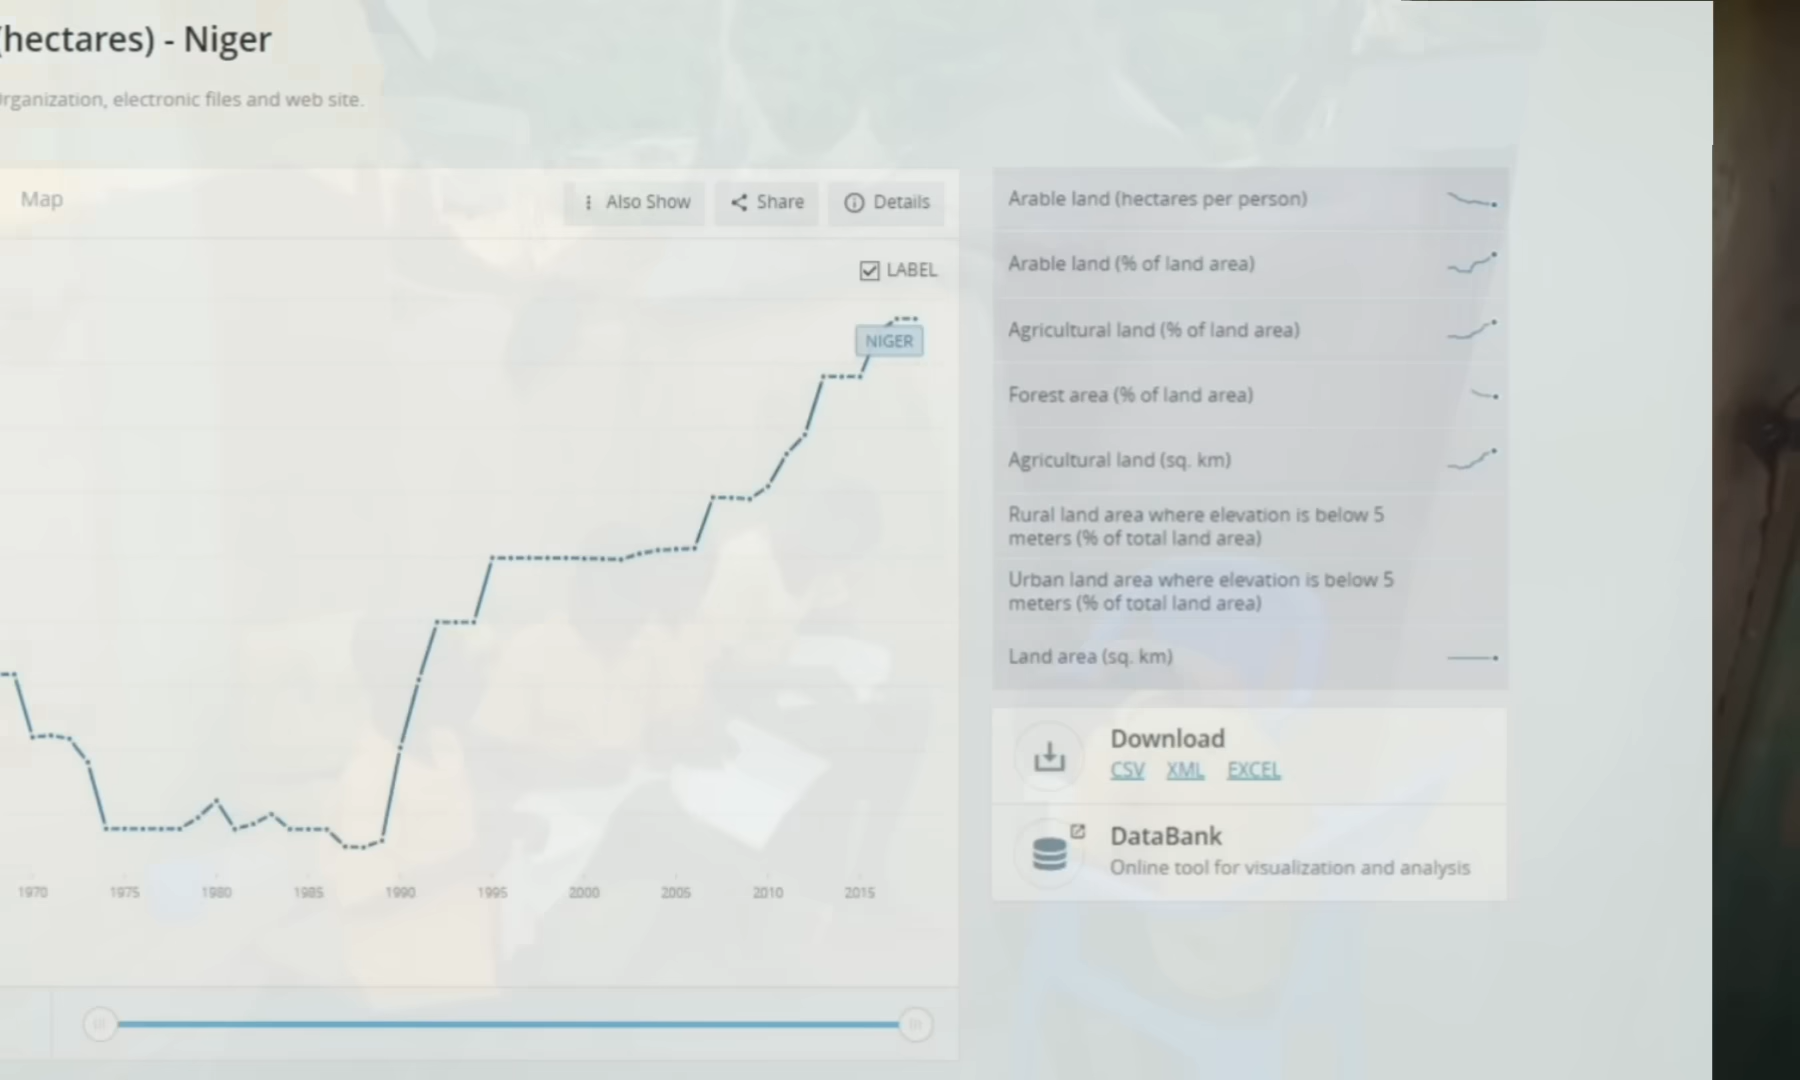 (hectares) - Niger
Organization, electronic files and web site.
Map
Also Show
Share
Details
LABEL
NIGER
1970 1975 1980 1985 1990 1995 2000 2005 2010 2015
Arable land (hectares per person)
Arable land (% of land area)
Agricultural land (% of land area)
Forest area (% of land area)
Agricultural land (sq. km)
Rural land area where elevation is below 5
meters (% of total land area)
Urban land area where elevation is below 5
meters (% of total land area)
Land area (sq. km)
Download
CSV XML EXCEL
DataBank
Online tool for visualization and analysis